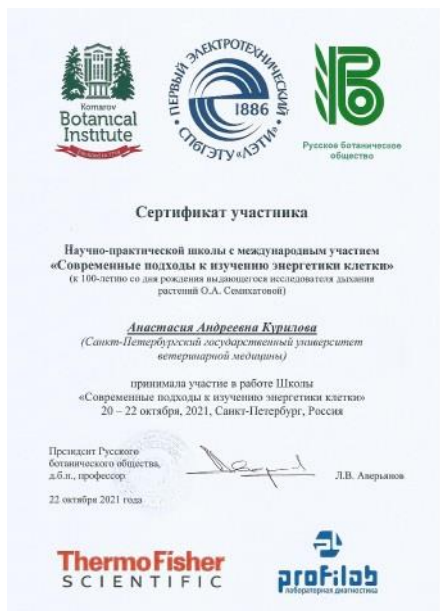 Komarov
Botanical
Institute
ПЕРВЫЙ ЭЛЕКТРОТЕХНИЧЕСКИЙ
1886
СПбГЭТУ «ЛЭТИ»
Русское ботаническое
общество
Сертификат участника
Научно-практической школы с международным участием
«Современные подходы к изучению энергетики клетки»
(к 100-летию со дня рождения выдающегося исследователя дыхания
растений О.А. Семихатовой)
Анастасия Андреевна Курилова
(Санкт-Петербургский государственный университет
ветеринарной медицины)
принимала участие в работе Школы
«Современные подходы к изучению энергетики клетки»
20 – 22 октября, 2021, Санкт-Петербург, Россия
Президент Русского
ботанического общества,
д.б.н., профессор
Л.В. Аверьянов
22 октября 2021 года
ThermoFisher
SCIENTIFIC
profilab
лабораторная диагностика